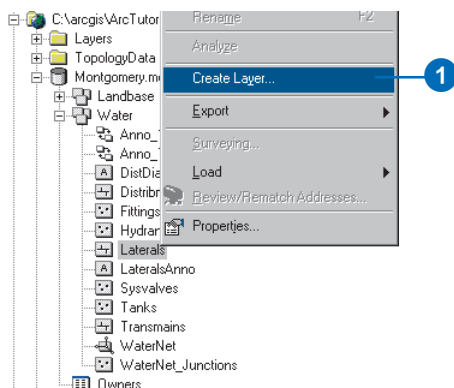 C:\arcgis\ArcTutor
Layers
TopologyData
Montgomery.m
Landbase
Water
Anno_
Anno_
DistDia
Distribm
Fittings
Hydran
Laterals
LateralsAnno
Sysvalves
Tanks
Transmains
WaterNet
WaterNet_Junctions
Owners
Rename F2
Analyze
Create Layer...
Export
Surveying...
Load
Review/Rematch Addresses...
Properties...
1